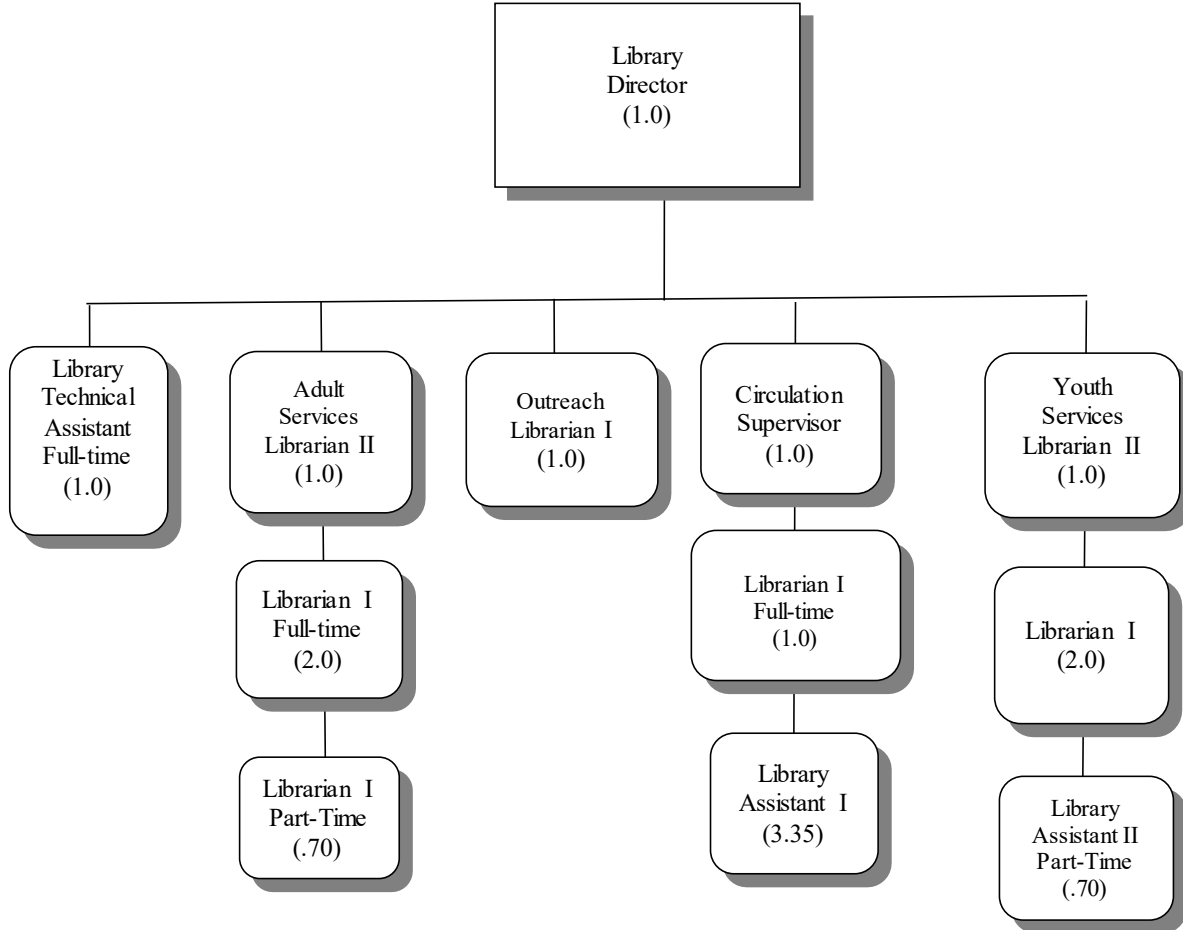 Library
Director
(1.0)
Library
Technical
Assistant
Full-time
(1.0)
Adult
Services
Librarian II
(1.0)
Outreach
Librarian I
(1.0)
Circulation
Supervisor
(1.0)
Youth
Services
Librarian II
(1.0)
Librarian I
Full-time
(2.0)
Librarian I
Full-time
(1.0)
Librarian I
(2.0)
Librarian I
Part-Time
(.70)
Library
Assistant I
(3.35)
Library
Assistant II
Part-Time
(.70)